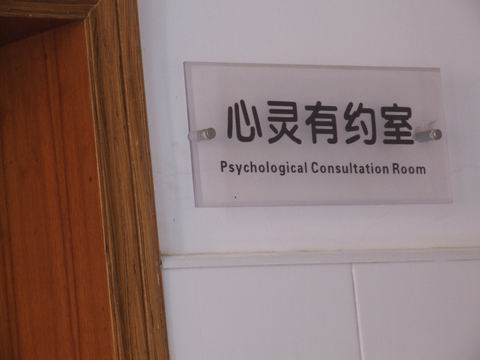 心灵有约室
Psychological Consultation Room